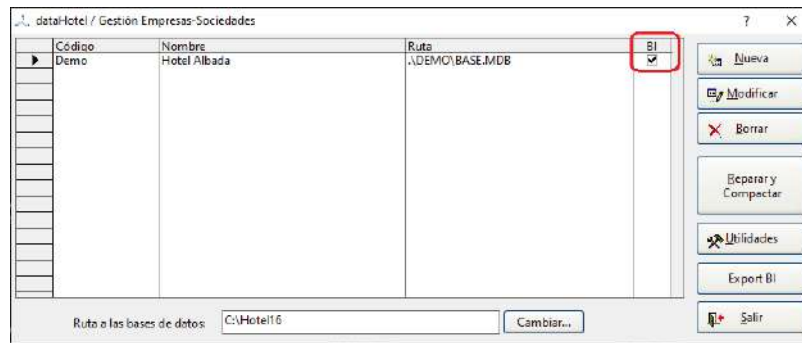 dataHotel / Gestión Empresas-Sociedades
? X
Código Nombre Ruta BI
Demo Hotel Albada .\DEMO\BASE.MDB
Nueva
Modificar
Borrar
Reparar y
Compactar
Utilidades
Export BI
Salir
Ruta a las bases de datos: C:\Hotel16 Cambiar...